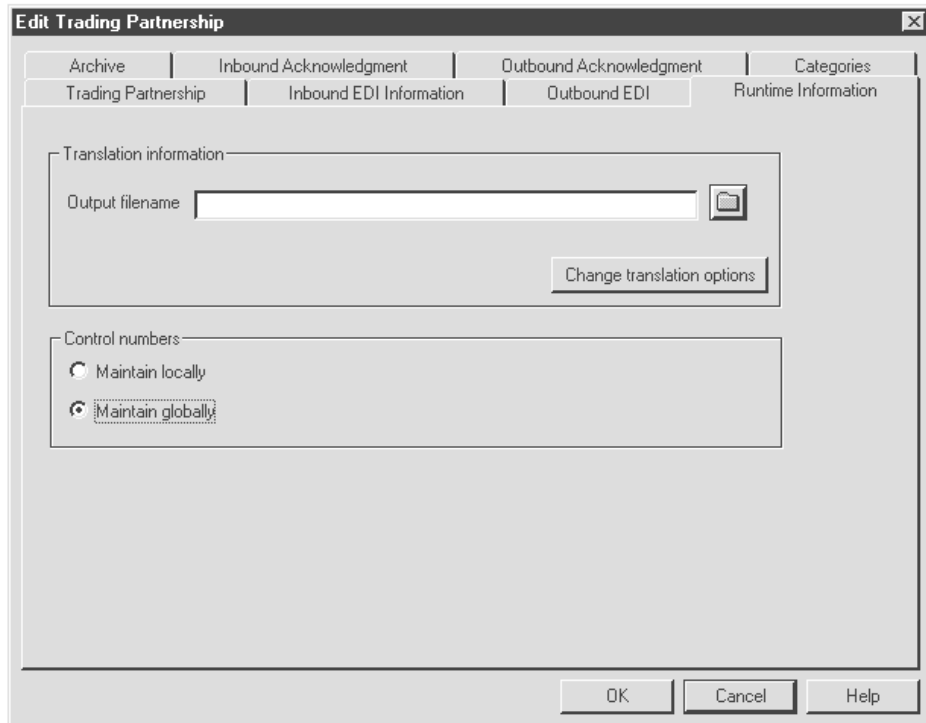 Edit Trading Partnership
Archive Inbound Acknowledgment Outbound Acknowledgment Categories
Trading Partnership Inbound EDI Information Outbound EDI Runtime Information
Translation information
Output filename
Change translation options
Control numbers
Maintain locally
Maintain globally
OK Cancel Help